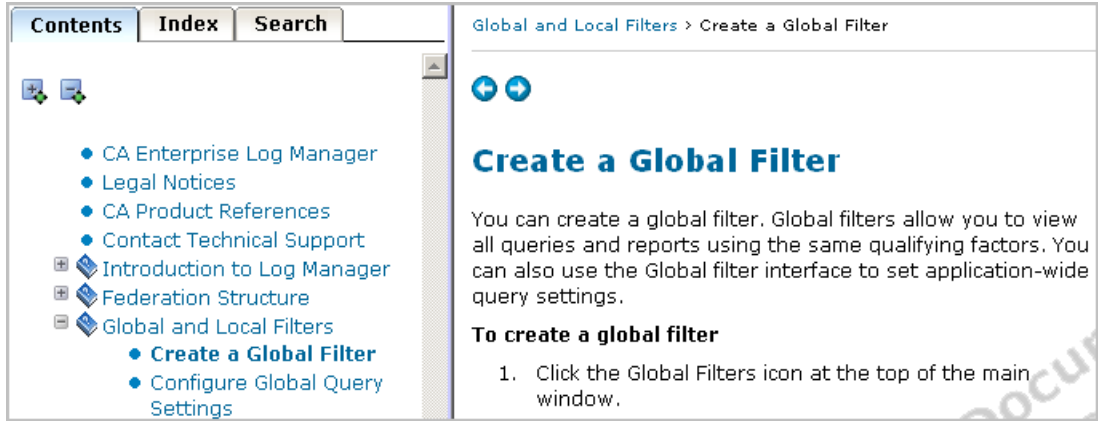 Contents Index Search
CA Enterprise Log Manager
Legal Notices
CA Product References
Contact Technical Support
Introduction to Log Manager
Federation Structure
Global and Local Filters
Create a Global Filter
Configure Global Query
Settings
Global and Local Filters > Create a Global Filter
Create a Global Filter
You can create a global filter. Global filters allow you to view
all queries and reports using the same qualifying factors. You
can also use the Global filter interface to set application-wide
query settings.
To create a global filter
1. Click the Global Filters icon at the top of the main
window.